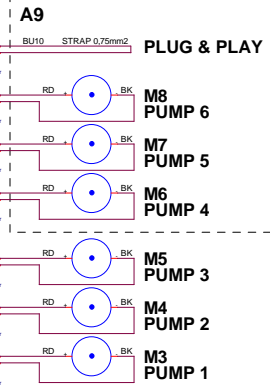 A9
BU10 STRAP 0,75mm2 PLUG & PLAY
RD + - BK M8
PUMP 6
RD + - BK M7
PUMP 5
RD + - BK M6
PUMP 4
RD + - BK M5
PUMP 3
RD + - BK M4
PUMP 2
RD + - BK M3
PUMP 1